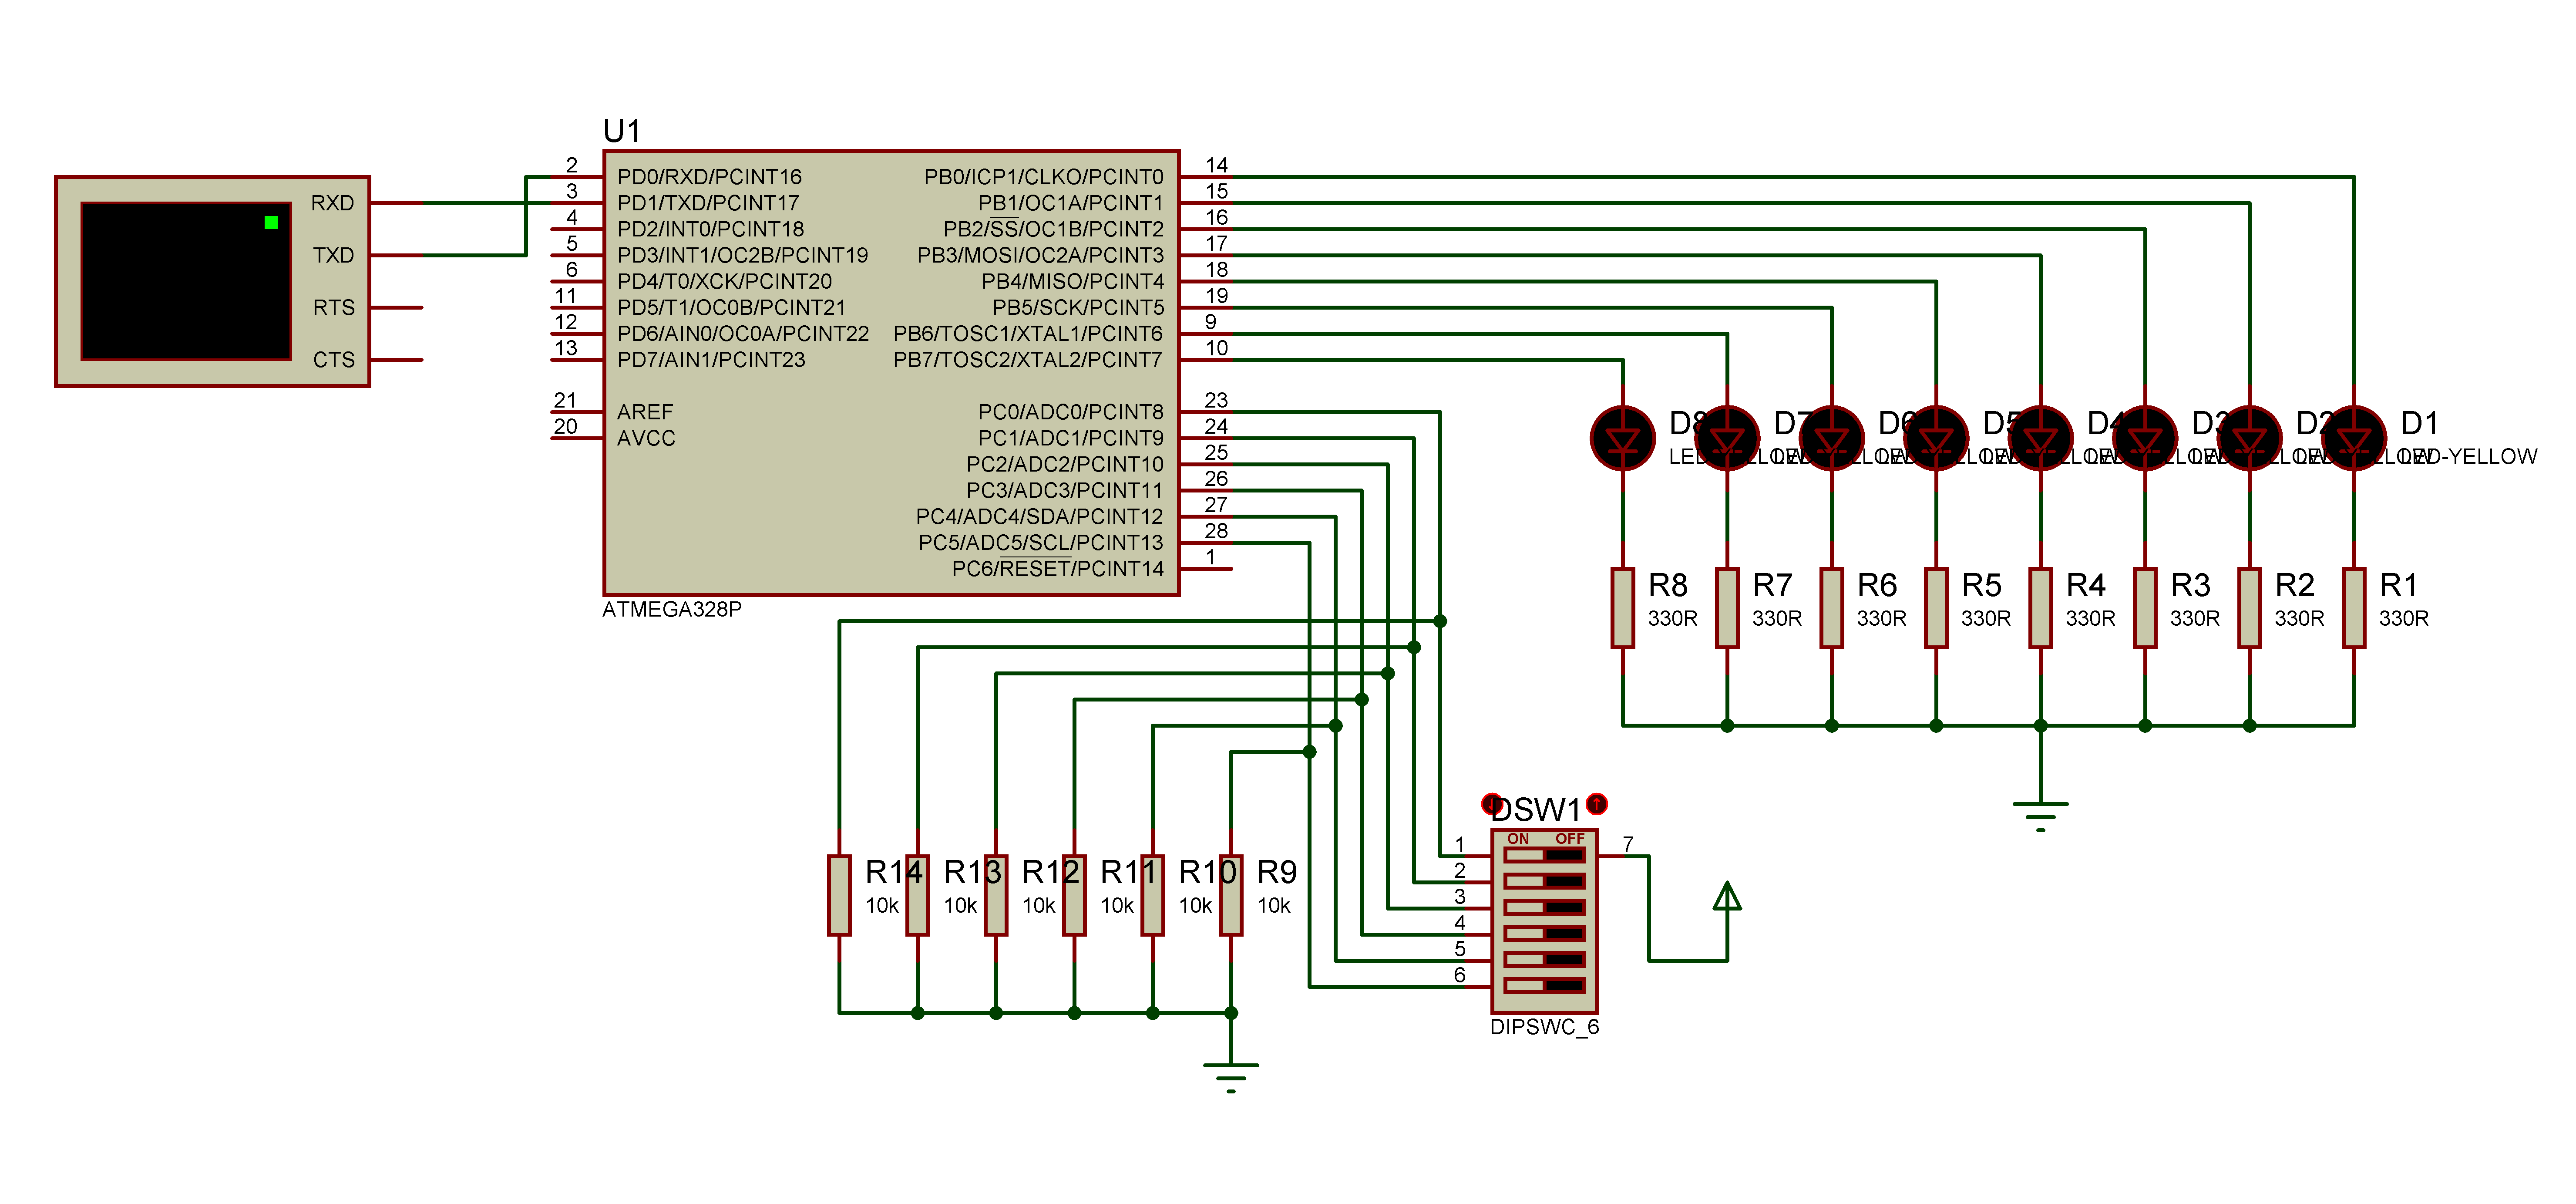 U1
RXD
TXD
RTS
CTS
2 PD0/RXD/PCINT16
3 PD1/TXD/PCINT17
4 PD2/INT0/PCINT18
5 PD3/INT1/OC2B/PCINT19
6 PD4/T0/XCK/PCINT20
11 PD5/T1/OC0B/PCINT21
12 PD6/AIN0/OC0A/PCINT22
13 PD7/AIN1/PCINT23
21 AREF
20 AVCC
PB0/ICP1/CLKO/PCINT0 14
PB1/OC1A/PCINT1 15
PB2/SS/OC1B/PCINT2 16
PB3/MOSI/OC2A/PCINT3 17
PB4/MISO/PCINT4 18
PB5/SCK/PCINT5 19
PB6/TOSC1/XTAL1/PCINT6 9
PB7/TOSC2/XTAL2/PCINT7 10
PC0/ADC0/PCINT8 23
PC1/ADC1/PCINT9 24
PC2/ADC2/PCINT10 25
PC3/ADC3/PCINT11 26
PC4/ADC4/SDA/PCINT12 27
PC5/ADC5/SCL/PCINT13 28
PC6/RESET/PCINT14 1
ATMEGA328P
D8 D7 D6 D5 D4 D3 D2 D1
LED-YELLOW
R8 R7 R6 R5 R4 R3 R2 R1
330R 330R 330R 330R 330R 330R 330R 330R
R14 R13 R12 R11 R10 R9
10k 10k 10k 10k 10k 10k
DSW1
ON OFF
1
2
3
4
5
6
7
DIPSWC_6